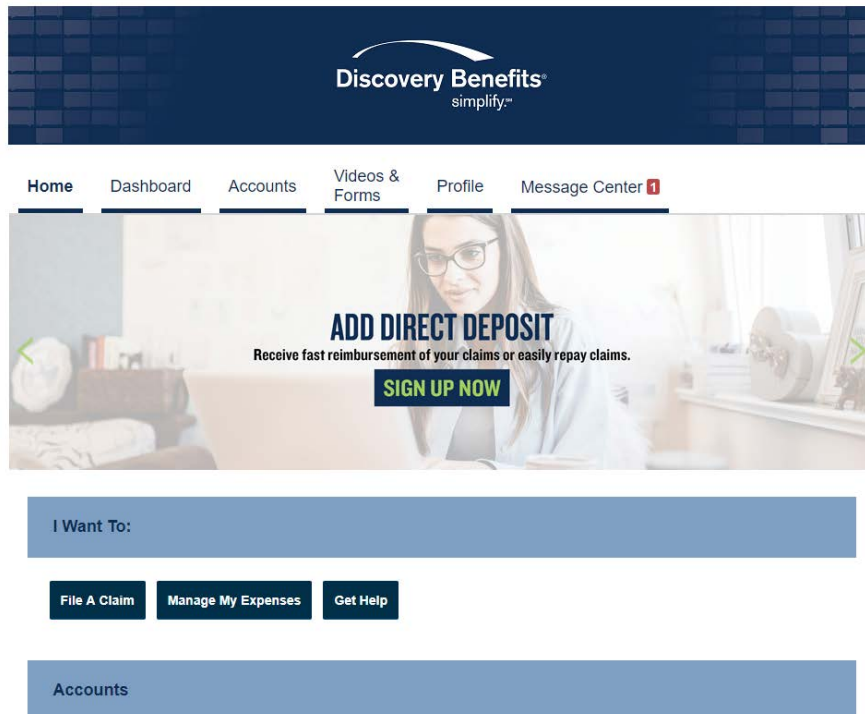 Discovery Benefits®
simplify.℠
Home
Dashboard
Accounts
Videos &
Forms
Profile
Message Center 1
ADD DIRECT DEPOSIT
Receive fast reimbursement of your claims or easily repay claims.
SIGN UP NOW
I Want To:
File A Claim
Manage My Expenses
Get Help
Accounts